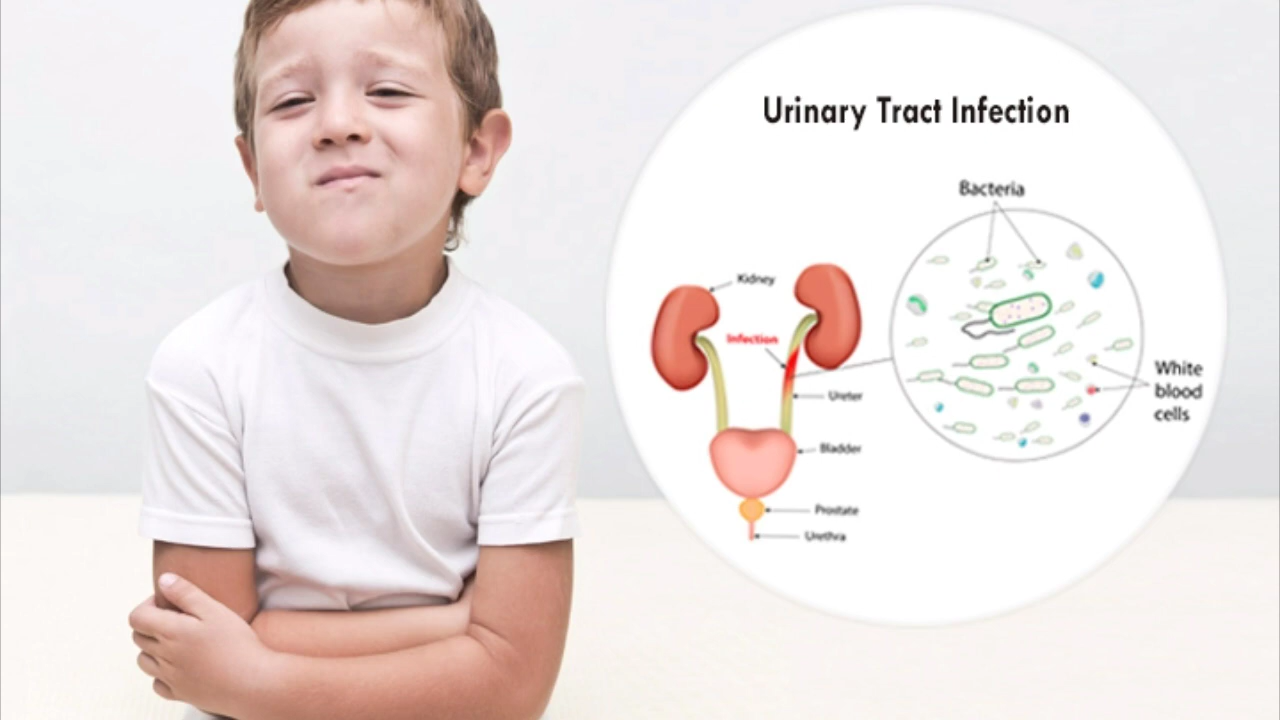 Urinary Tract Infection
Bacteria
Kidney
Infection
Ureter
White
blood
cells
Bladder
Prostate
Urethra